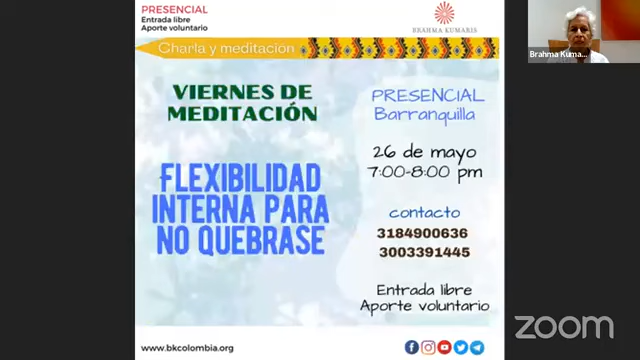 PRESENCIAL
Entrada libre
Aporte voluntario
BRAHMA KUMARIS
Charla y meditación
VIERNES DE
MEDITACIÓN
FLEXIBILIDAD
INTERNA PARA
NO QUEBRASE
PRESENCIAL
Barranquilla
26 de mayo
7:00-8:00 pm
contacto
3184900636
3003391445
Entrada libre
Aporte voluntario
www.bkcolombia.org
Brahma Kuma...
zoom